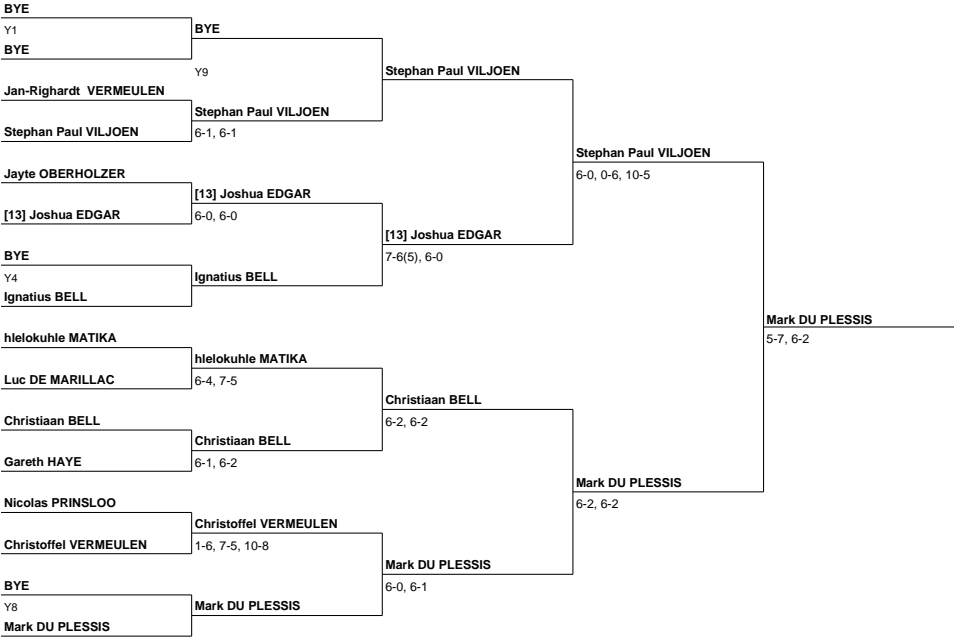 BYE
Y1
BYE
BYE
Y9
Stephan Paul VILJOEN
Jan-Righardt VERMEULEN
Stephan Paul VILJOEN
Stephan Paul VILJOEN
6-1, 6-1
Stephan Paul VILJOEN
6-0, 0-6, 10-5
Jayte OBERHOLZER
[13] Joshua EDGAR
[13] Joshua EDGAR
6-0, 6-0
[13] Joshua EDGAR
7-6(5), 6-0
BYE
Y4
Ignatius BELL
Ignatius BELL
Mark DU PLESSIS
5-7, 6-2
hlelokuhle MATIKA
hlelokuhle MATIKA
Luc DE MARILLAC
6-4, 7-5
Christiaan BELL
6-2, 6-2
Christiaan BELL
Christiaan BELL
Gareth HAYE
6-1, 6-2
Mark DU PLESSIS
6-2, 6-2
Nicolas PRINSLOO
Christoffel VERMEULEN
Christoffel VERMEULEN
1-6, 7-5, 10-8
Mark DU PLESSIS
6-0, 6-1
BYE
Y8
Mark DU PLESSIS
Mark DU PLESSIS